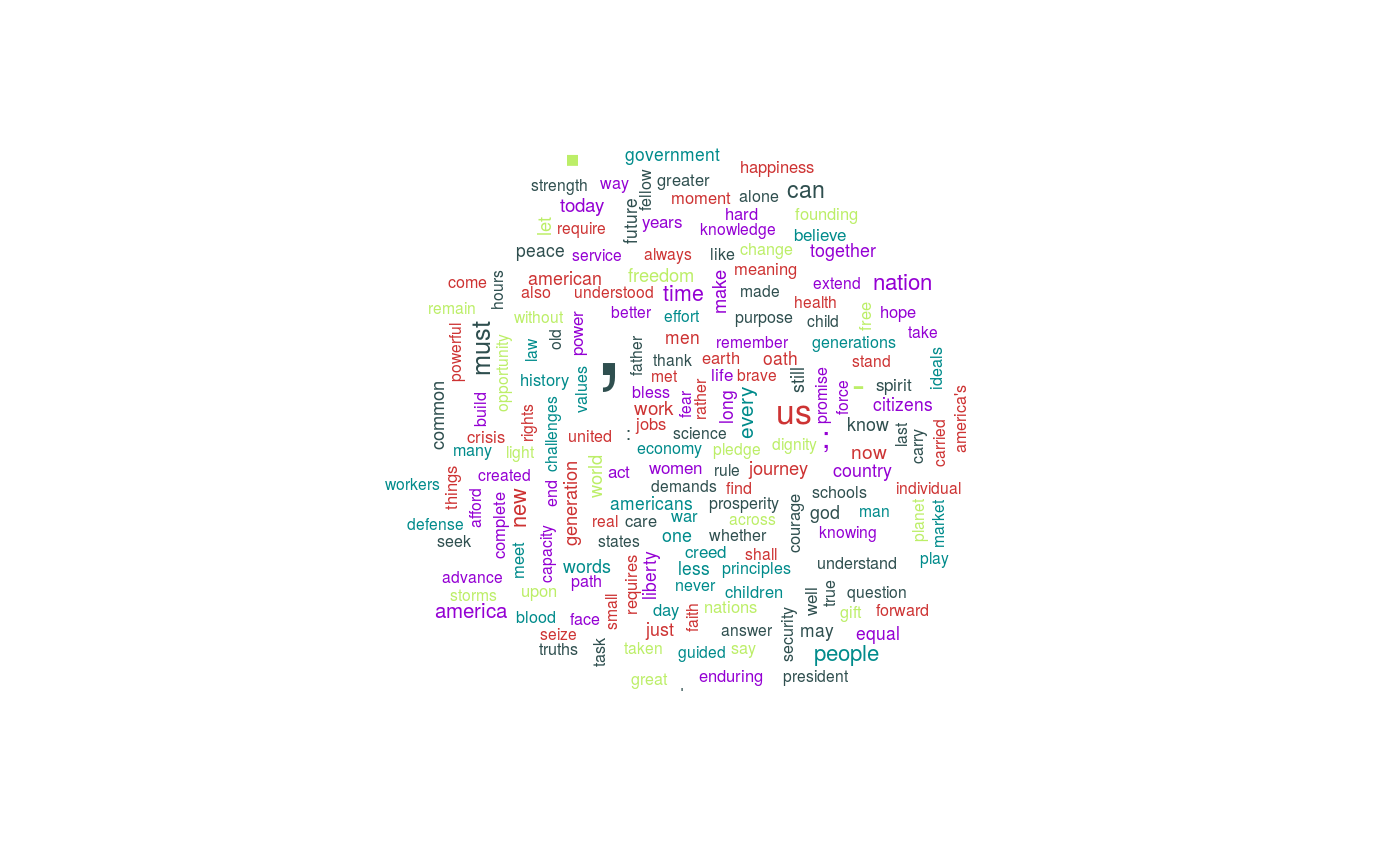 .
government
happiness
strength way fellow greater
can
today moment alone
let require future years hard founding
knowledge believe
peace service always like change together
come hours american freedom time make meaning extend nation
also understood made
remain without better effort purpose child health free hope
powerful must opportunity law old power father men remember generations take
thank earth oath stand
history values , met life brave still promise force - spirit ideals
common build bless fear rather long every us citizens america's
work
crisis rights challenges united : jobs science ; know last carry carried
many light economy pledge dignity now
things created world act women rule journey country
workers afford end generation demands find schools individual
complete new americans prosperity courage god man planet market
defense real care war across
seek meet capacity states one whether knowing
creed shall play
words less principles understand
advance path requires liberty never children well true question
storms upon
america blood face small day faith nations gift forward
seize just answer security may equal
truths task taken guided say people
great enduring president
'